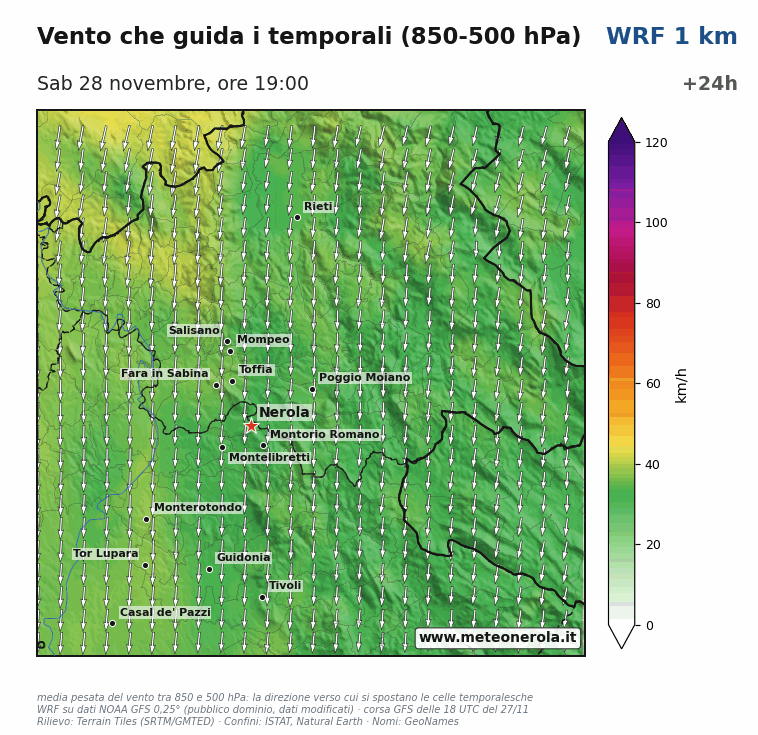 Vento che guida i temporali (850-500 hPa) WRF 1 km
Sab 28 novembre, ore 19:00 +24h
Rieti
Salisano
Mompeo
Fara in Sabina
Toffia
Poggio Moiano
Nerola
Montorio Romano
Montelibretti
Monterotondo
Tor Lupara
Guidonia
Tivoli
Casal de' Pazzi
www.meteonerola.it
120
100
80
60
40
20
0
km/h
media pesata del vento tra 850 e 500 hPa: la direzione verso cui si spostano le celle temporalesche
WRF su dati NOAA GFS 0,25° (pubblico dominio, dati modificati) · corsa GFS delle 18 UTC del 27/11
Rilievo: Terrain Tiles (SRTM/GMTED) · Confini: ISTAT, Natural Earth · Nomi: GeoNames